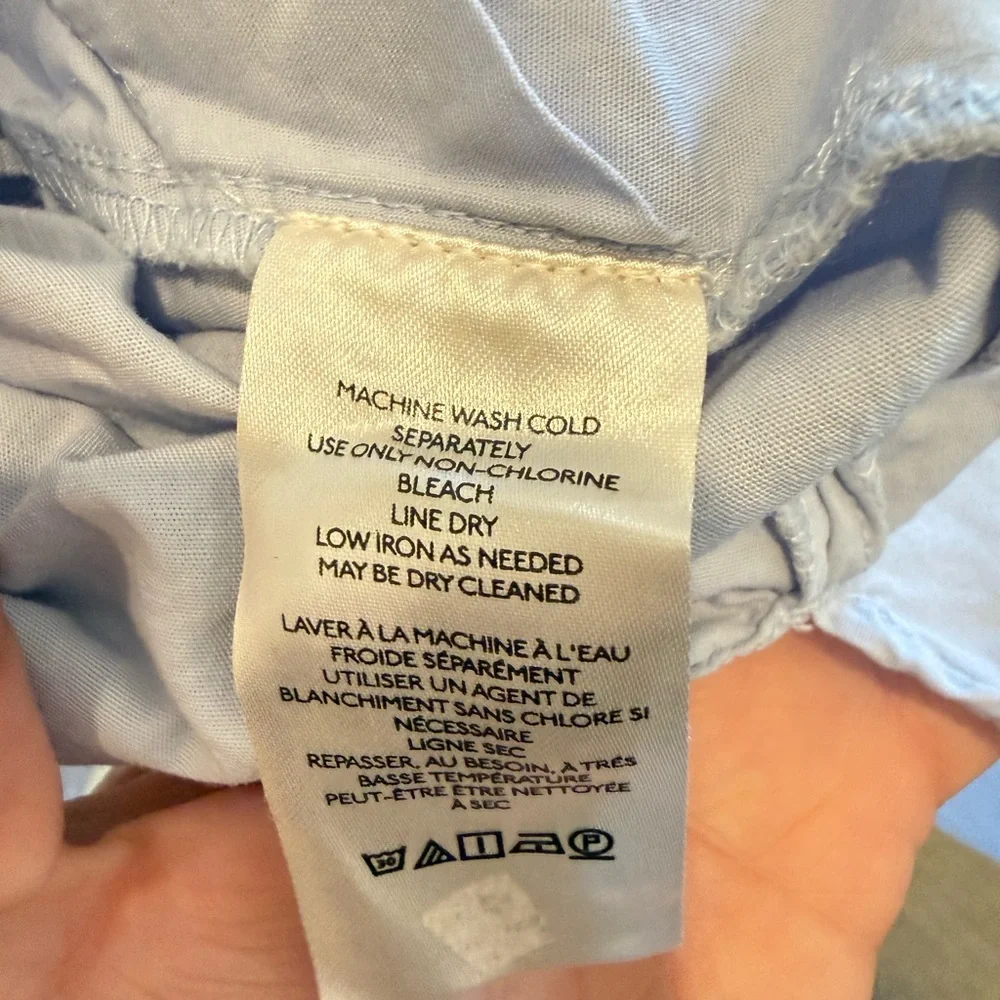 MACHINE WASH COLD
SEPARATELY
USE ONLY NON-CHLORINE
BLEACH
LINE DRY
LOW IRON AS NEEDED
MAY BE DRY CLEANED
LAVER À LA MACHINE À L'EAU
FROIDE SÉPARÉMENT
UTILISER UN AGENT DE
BLANCHIMENT SANS CHLORE SI
NÉCESSAIRE
LIGNE SEC
REPASSER, AU BESOIN, À TRÉS
BASSE TEMPÉRATURE
PEUT-ÊTRE ÊTRE NETTOYÉE
À SEC
30 P